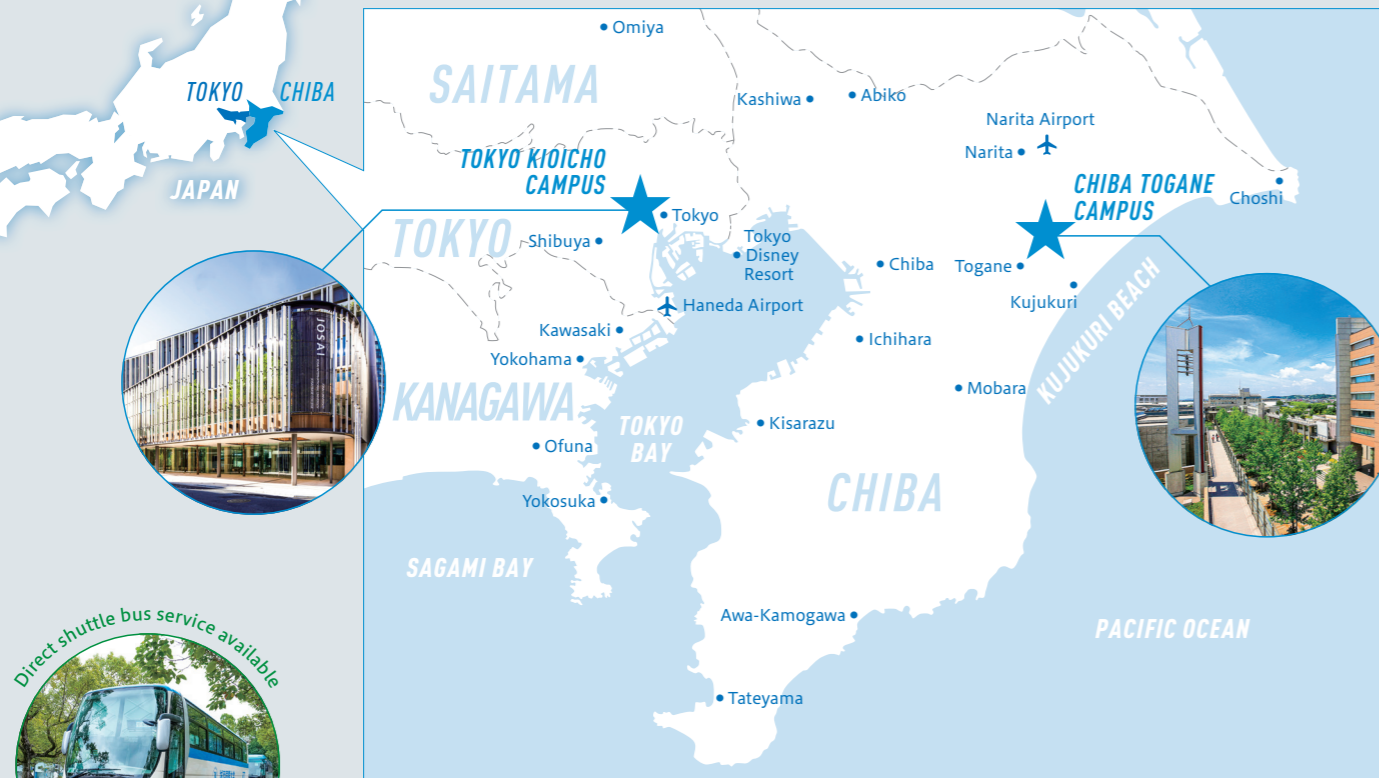 TOKYO
CHIBA
JAPAN
Omiya
SAITAMA
Kashiwa
Abiko
Narita Airport
Narita
TOKYO KIOICHO
CAMPUS
CHIBA TOGANE
CAMPUS
Choshi
TOKYO
Tokyo
Shibuya
Tokyo
Disney
Resort
Chiba
Togane
Kujukuri
KUJUKURI BEACH
Haneda Airport
Kawasaki
Yokohama
Ichihara
Mobara
KANAGAWA
Kisarazu
TOKYO
BAY
Ofuna
CHIBA
Yokosuka
SAGAMI BAY
Awa-Kamogawa
PACIFIC OCEAN
Tateyama
JOSAI
Direct shuttle bus service available